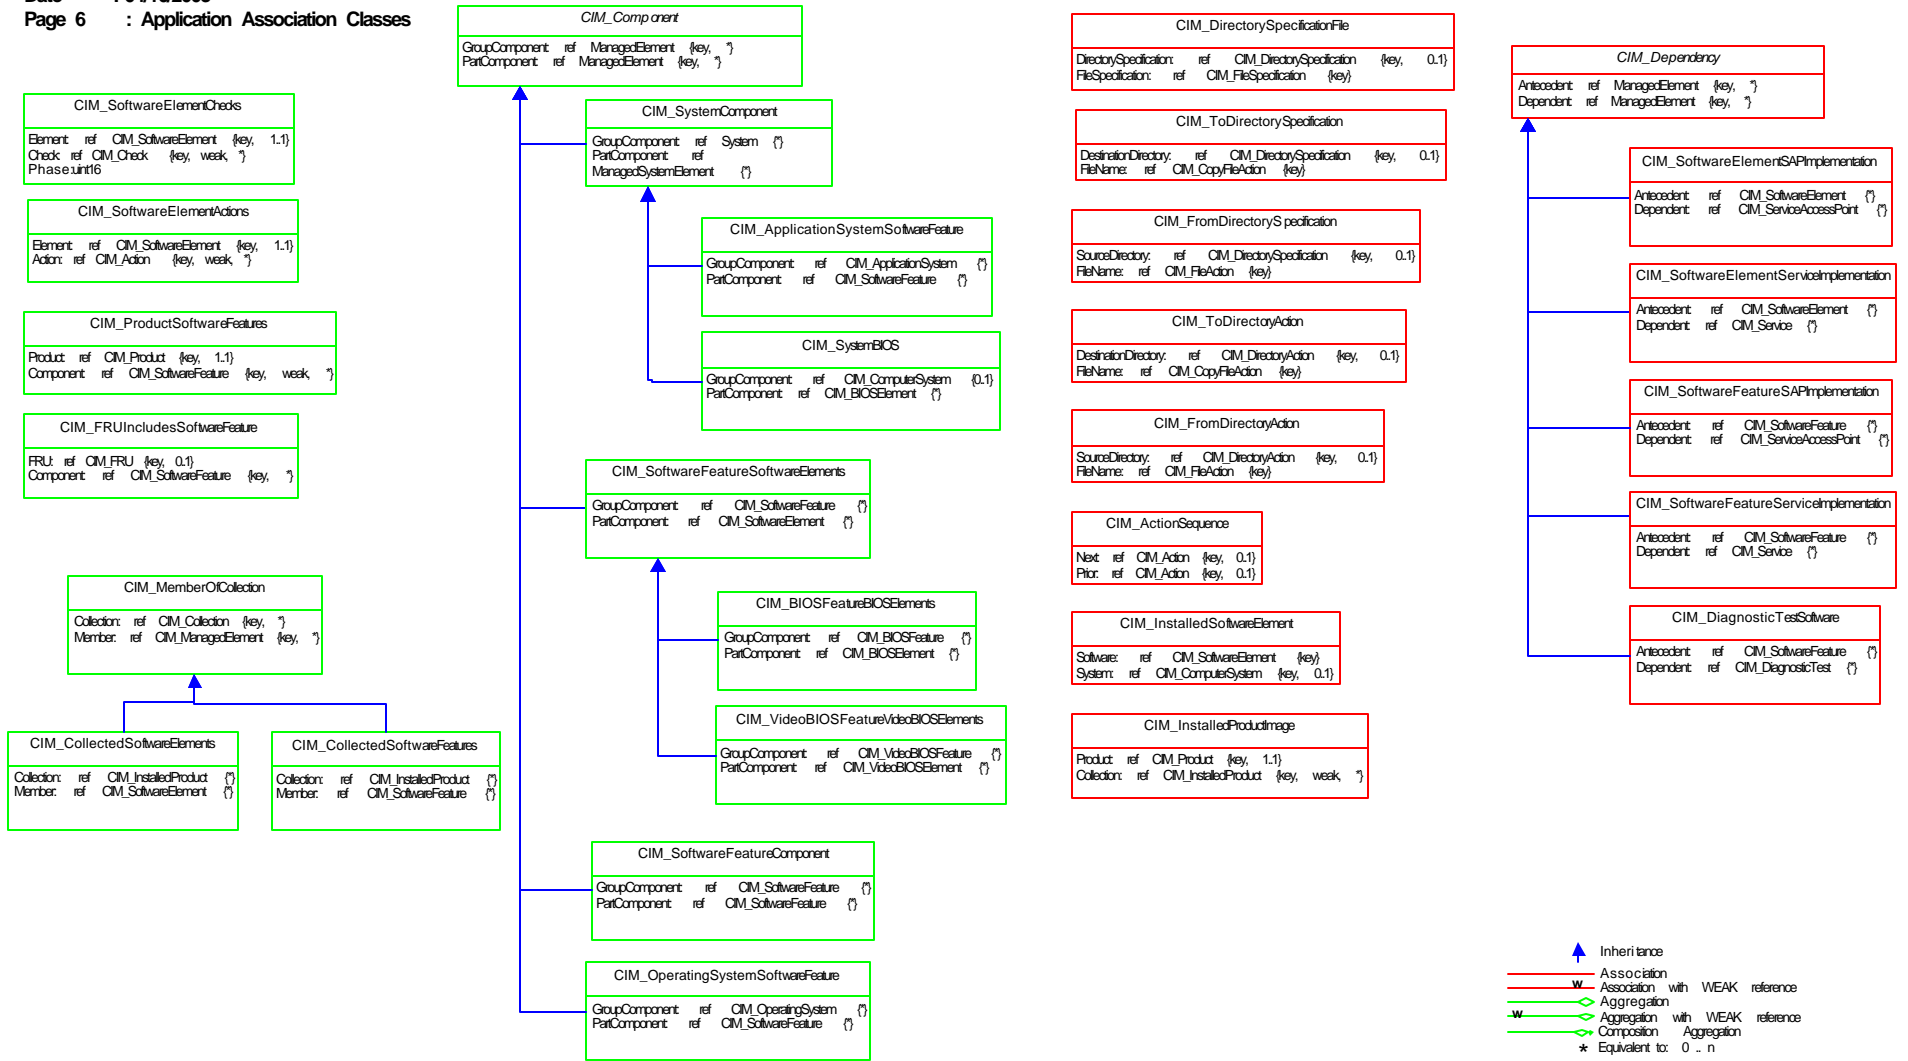 Page 6 : Application Association Classes
CIM_SoftwareElementChecks
Element: ref CIM_SoftwareElement {key, 1..1}
Check: ref CIM_Check {key, weak, *}
Phase:uint16
CIM_SoftwareElementActions
Element: ref CIM_SoftwareElement {key, 1..1}
Action: ref CIM_Action {key, weak, *}
CIM_ProductSoftwareFeatures
Product: ref CIM_Product {key, 1..1}
Component: ref CIM_SoftwareFeature {key, weak, *}
CIM_FRUIncludesSoftwareFeature
FRU: ref CIM_FRU {key, 0..1}
Component: ref CIM_SoftwareFeature {key, *}
CIM_MemberOfCollection
Collection: ref CIM_Collection {key, *}
Member: ref CIM_ManagedElement {key, *}
CIM_CollectedSoftwareElements
Collection: ref CIM_InstalledProduct {*}
Member: ref CIM_SoftwareElement {*}
CIM_CollectedSoftwareFeatures
Collection: ref CIM_InstalledProduct {*}
Member: ref CIM_SoftwareFeature {*}
CIM_Component
GroupComponent: ref ManagedElement {key, *}
PartComponent: ref ManagedElement {key, *}
CIM_SystemComponent
GroupComponent: ref System {*}
PartComponent: ref
ManagedSystemElement {*}
CIM_ApplicationSystemSoftwareFeature
GroupComponent: ref CIM_ApplicationSystem {*}
PartComponent: ref CIM_SoftwareFeature {*}
CIM_SystemBIOS
GroupComponent: ref CIM_ComputerSystem {0..1}
PartComponent: ref CIM_BIOSElement {*}
CIM_SoftwareFeatureSoftwareElements
GroupComponent: ref CIM_SoftwareFeature {*}
PartComponent: ref CIM_SoftwareElement {*}
CIM_BIOSFeatureBIOSElements
GroupComponent: ref CIM_BIOSFeature {*}
PartComponent: ref CIM_BIOSElement {*}
CIM_VideoBIOSFeatureVideoBIOSElements
GroupComponent: ref CIM_VideoBIOSFeature {*}
PartComponent: ref CIM_VideoBIOSElement {*}
CIM_SoftwareFeatureComponent
GroupComponent: ref CIM_SoftwareFeature {*}
PartComponent: ref CIM_SoftwareFeature {*}
CIM_OperatingSystemSoftwareFeature
GroupComponent: ref CIM_OperatingSystem {*}
PartComponent: ref CIM_SoftwareFeature {*}
CIM_DirectorySpecificationFile
DirectorySpecification: ref CIM_DirectorySpecification {key, 0..1}
FileSpecification: ref CIM_FileSpecification {key}
CIM_ToDirectorySpecification
DestinationDirectory: ref CIM_DirectorySpecification {key, 0..1}
FileName: ref CIM_CopyFileAction {key}
CIM_FromDirectorySpecification
SourceDirectory: ref CIM_DirectorySpecification {key, 0..1}
FileName: ref CIM_FileAction {key}
CIM_ToDirectoryAction
DestinationDirectory: ref CIM_DirectoryAction {key, 0..1}
FileName: ref CIM_CopyFileAction {key}
CIM_FromDirectoryAction
SourceDirectory: ref CIM_DirectoryAction {key, 0..1}
FileName: ref CIM_FileAction {key}
CIM_ActionSequence
Next: ref CIM_Action {key, 0..1}
Prior: ref CIM_Action {key, 0..1}
CIM_InstalledSoftwareElement
Software: ref CIM_SoftwareElement {key}
System: ref CIM_ComputerSystem {key, 0..1}
CIM_InstalledProductImage
Product: ref CIM_Product {key, 1..1}
Collection: ref CIM_InstalledProduct {key, weak, *}
CIM_Dependency
Antecedent: ref ManagedElement {key, *}
Dependent: ref ManagedElement {key, *}
CIM_SoftwareElementSAPImplementation
Antecedent: ref CIM_SoftwareElement {*}
Dependent: ref CIM_ServiceAccessPoint {*}
CIM_SoftwareElementServiceImplementation
Antecedent: ref CIM_SoftwareElement {*}
Dependent: ref CIM_Service {*}
CIM_SoftwareFeatureSAPImplementation
Antecedent: ref CIM_SoftwareFeature {*}
Dependent: ref CIM_ServiceAccessPoint {*}
CIM_SoftwareFeatureServiceImplementation
Antecedent: ref CIM_SoftwareFeature {*}
Dependent: ref CIM_Service {*}
CIM_DiagnosticTestSoftware
Antecedent: ref CIM_SoftwareFeature {*}
Dependent: ref CIM_DiagnosticTest {*}
Inheritance
Association
w Association with WEAK reference
Aggregation
w Aggregation with WEAK reference
Composition Aggregation
* Equivalent to: 0 .. n